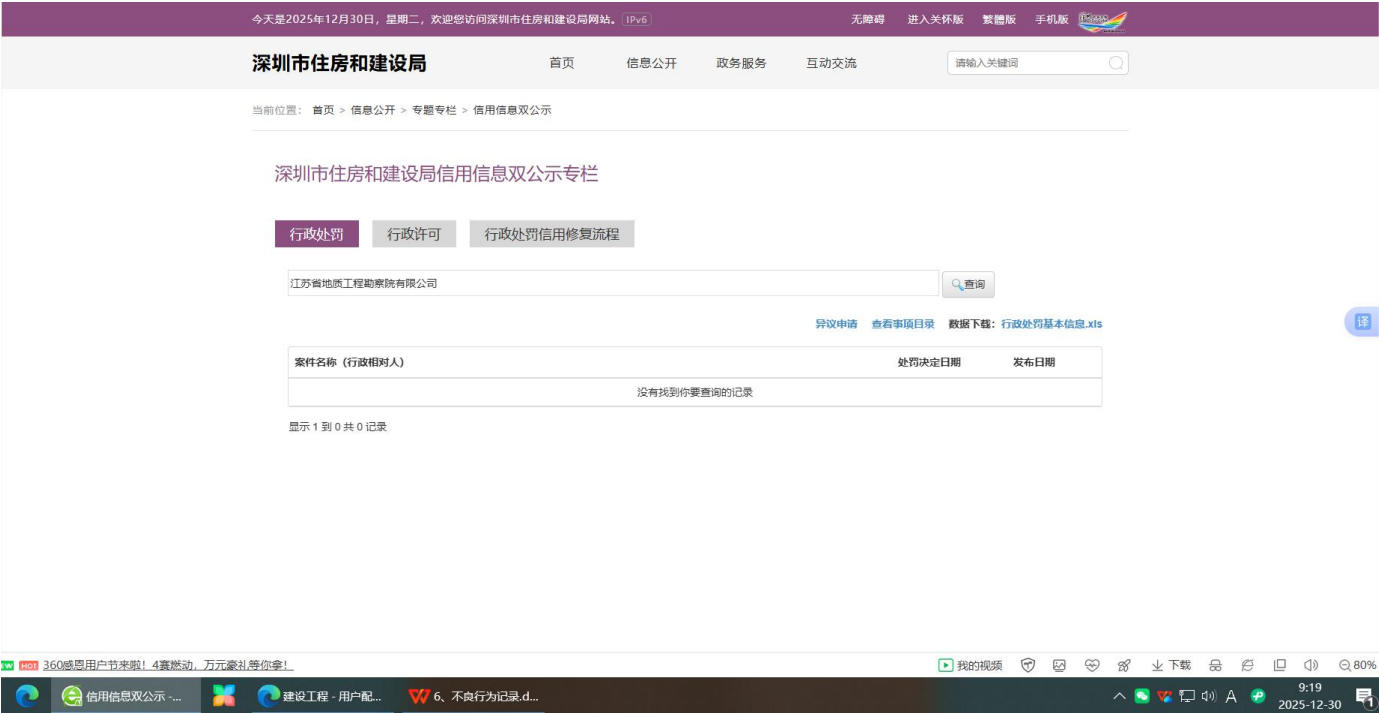 今天是2025年12月30日，星期二，欢迎您访问深圳市住房和建设局网站。 IPv6 无障碍 进入关怀版 繁體版 手机版
深圳市住房和建设局 首页 信息公开 政务服务 互动交流 请输入关键词
当前位置： 首页 > 信息公开 > 专题专栏 > 信用信息双公示
深圳市住房和建设局信用信息双公示专栏
行政处罚 行政许可 行政处罚信用修复流程
江苏省地质工程勘察院有限公司 查询
异议申请 查看事项目录 数据下载：行政处罚基本信息.xls
译
案件名称（行政相对人） 处罚决定日期 发布日期
没有找到你要查询的记录
显示 1 到 0 共 0 记录
HOT 360感恩用户节来啦！4赛燃动，万元豪礼等你拿！ 我的视频 下载 80%
信用信息双公示 -... 建设工程 - 用户配... 6、不良行为记录.d... A 9:19
2025-12-30 1